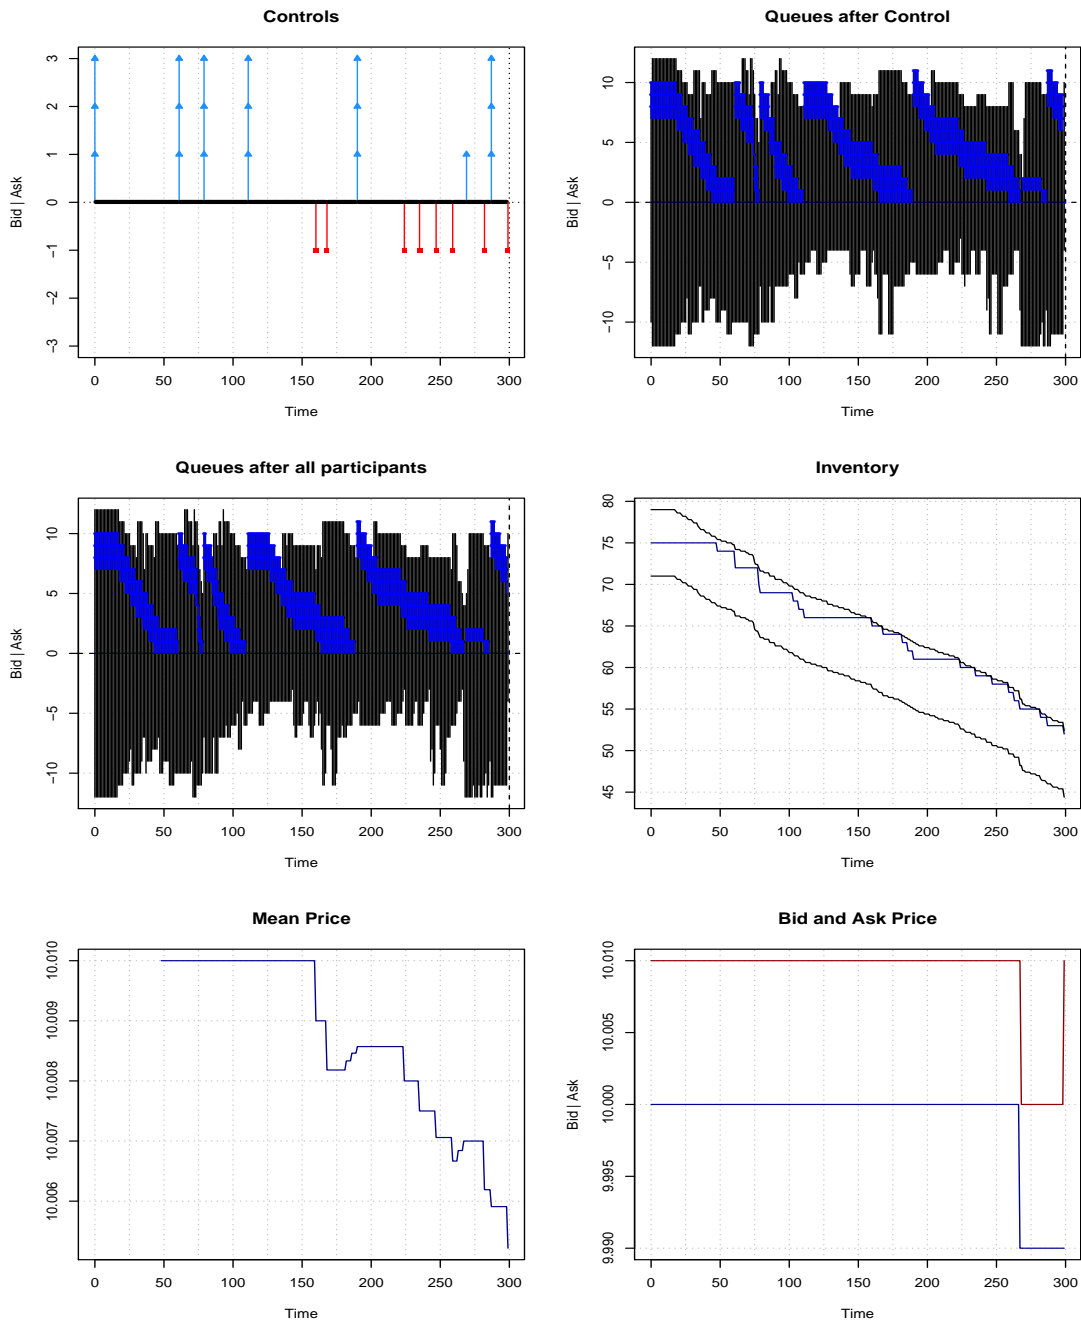 Controls
Bid | Ask
3
2
1
0
−1
−2
−3
0 50 100 150 200 250 300
Time
Queues after Control
Bid | Ask
10
5
0
−5
−10
0 50 100 150 200 250 300
Time
Queues after all participants
Bid | Ask
10
5
0
−5
−10
0 50 100 150 200 250 300
Time
Inventory
80
75
70
65
60
55
50
45
0 50 100 150 200 250 300
Time
Mean Price
10.010
10.009
10.008
10.007
10.006
0 50 100 150 200 250 300
Time
Bid and Ask Price
Bid | Ask
10.010
10.005
10.000
9.995
9.990
0 50 100 150 200 250 300
Time